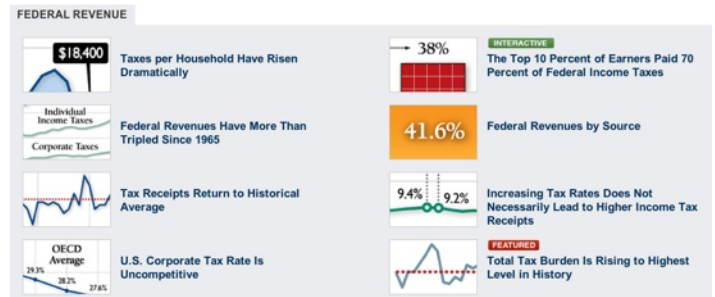 FEDERAL REVENUE
$18,400
Taxes per Household Have Risen
Dramatically
Individual
Income Taxes
Corporate Taxes
Federal Revenues Have More Than
Tripled Since 1965
Tax Receipts Return to Historical
Average
OECD
Average
29.3%
28.2%
27.6%
U.S. Corporate Tax Rate Is
Uncompetitive
38%
INTERACTIVE
The Top 10 Percent of Earners Paid 70
Percent of Federal Income Taxes
41.6%
Federal Revenues by Source
9.4%
9.2%
Increasing Tax Rates Does Not
Necessarily Lead to Higher Income Tax
Receipts
FEATURED
Total Tax Burden Is Rising to Highest
Level in History